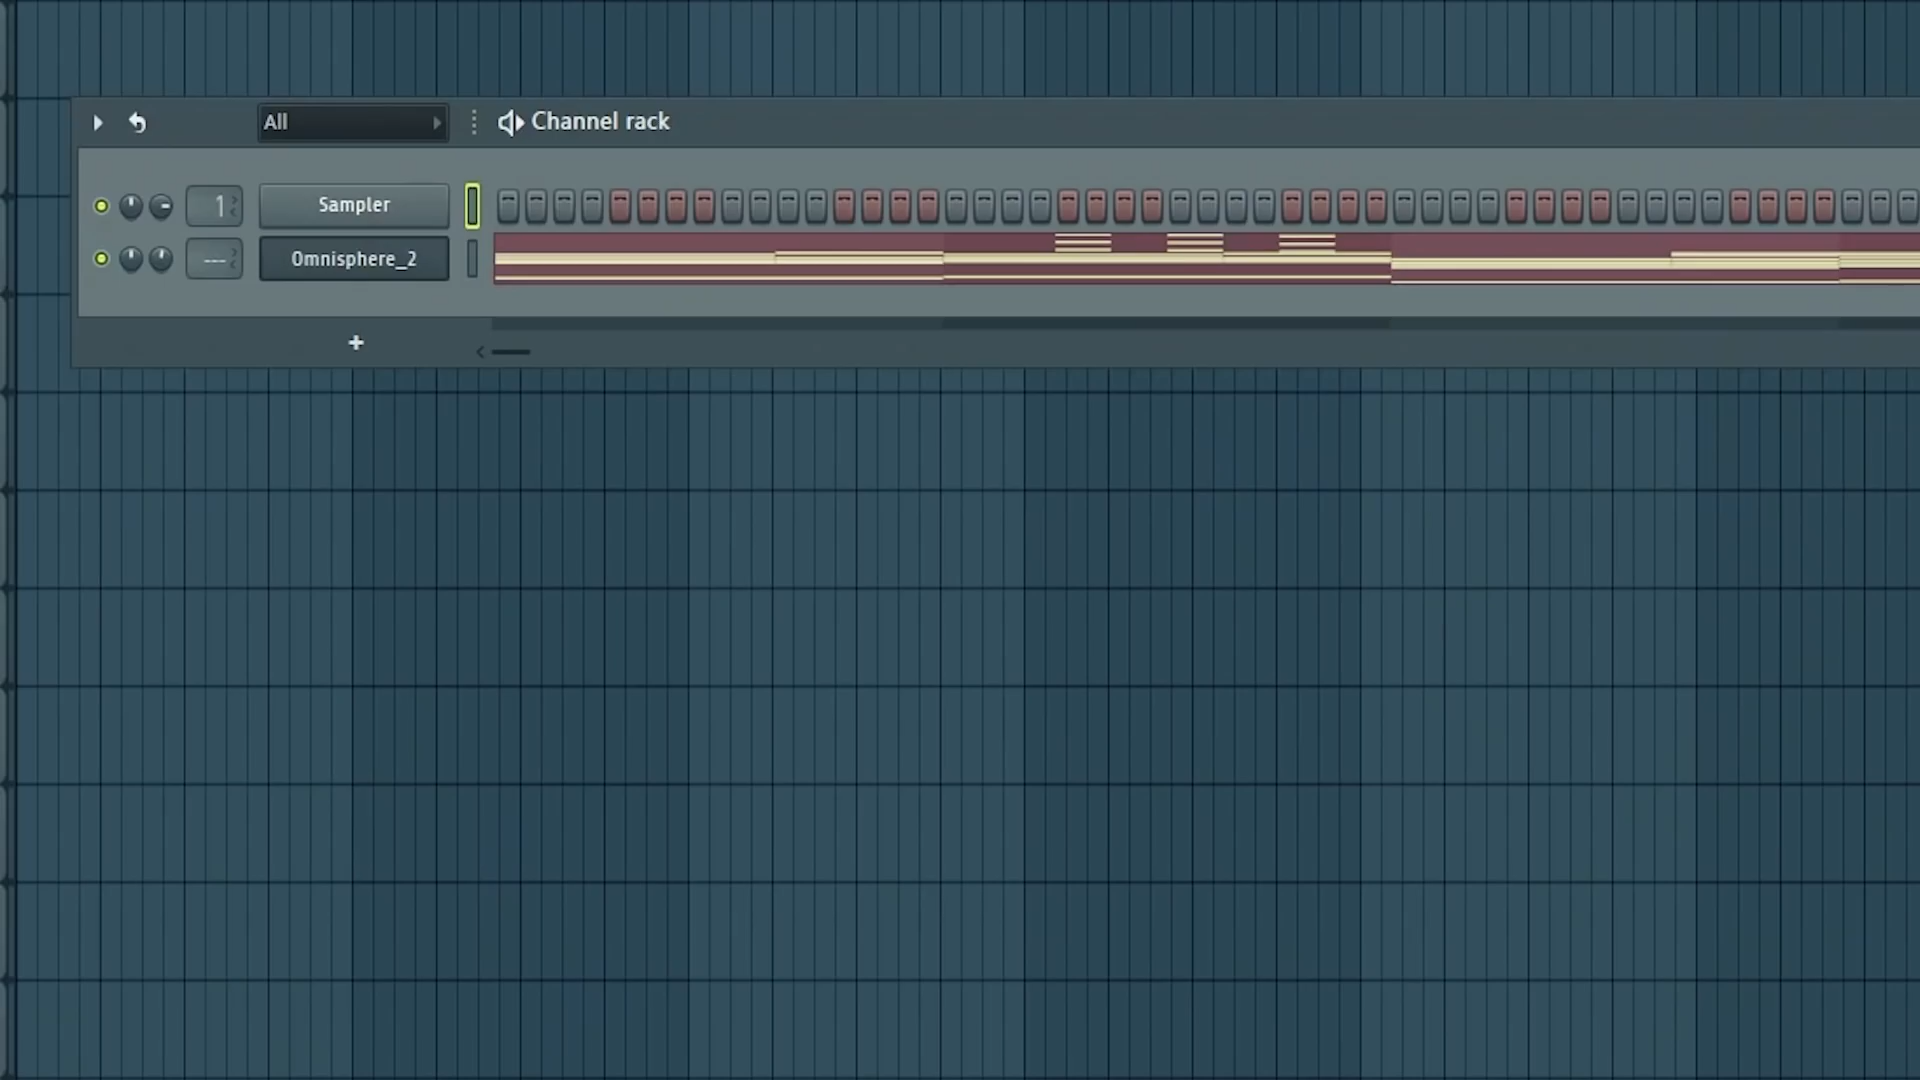 All
Channel rack
1
Sampler
---
Omnisphere_2
+